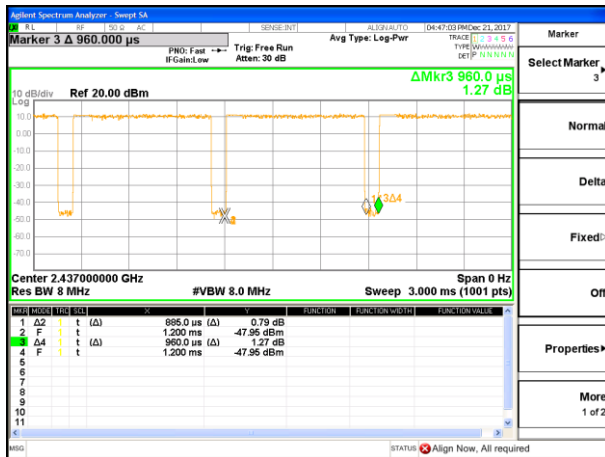 Agilent Spectrum Analyzer - Swept SA
RL RF 50 Ω AC SENSE:INT ALIGN AUTO 04:47:03 PM Dec 21, 2017
Marker 3 Δ 960.000 µs
PNO: Fast
IFGain:Low
Trig: Free Run
Atten: 30 dB
Avg Type: Log-Pwr
TRACE 1 2 3 4 5 6
TYPE W
DET P N N N N N
ΔMkr3 960.0 µs
1.27 dB
10 dB/div Ref 20.00 dBm
Log
10.0
0.00
-10.0
-20.0
-30.0
-40.0
-50.0
-60.0
-70.0
3Δ4
Center 2.437000000 GHz Span 0 Hz
Res BW 8 MHz #VBW 8.0 MHz Sweep 3.000 ms (1001 pts)
MKR MODE TRC SCL X Y FUNCTION FUNCTION WIDTH FUNCTION VALUE
1 Δ2 1 t (Δ) 885.0 µs (Δ) 0.79 dB
2 F 1 t 1.200 ms -47.95 dBm
3 Δ4 1 t (Δ) 960.0 µs (Δ) 1.27 dB
4 F 1 t 1.200 ms -47.95 dBm
5
6
7
8
9
10
11
MSG STATUS Align Now, All required
Marker
Select Marker
3
Normal
Delta
Fixed
Off
Properties
More
1 of 2